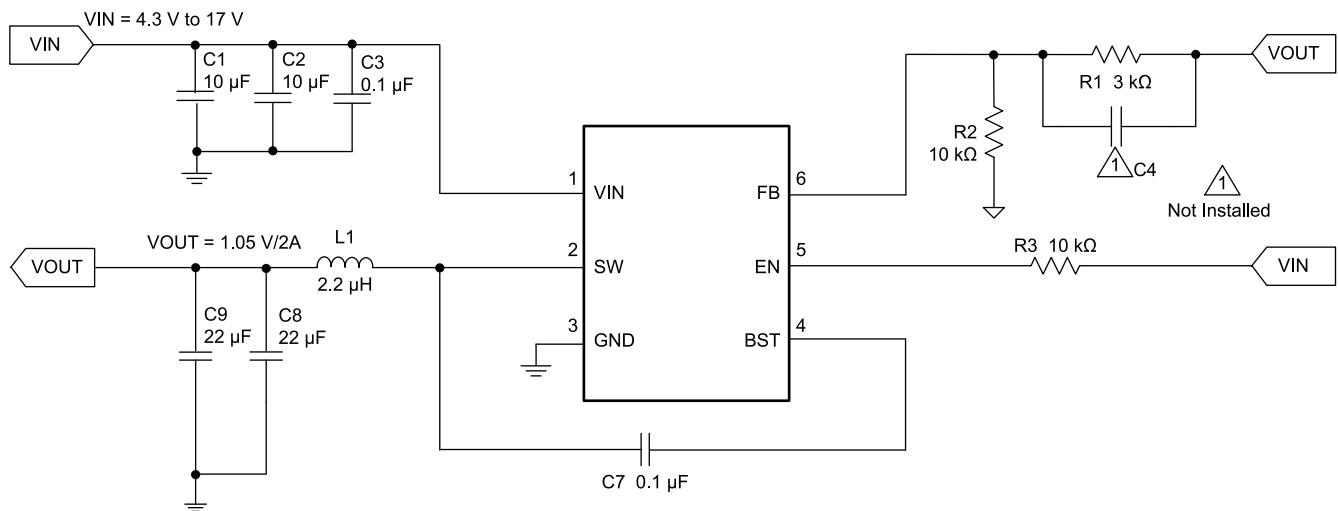 VIN = 4.3 V to 17 V
VIN
C1
10 µF
C2
10 µF
C3
0.1 µF
VOUT
R1 3 kΩ
R2
10 kΩ
1
C4
1
Not Installed
1
VIN
FB
6
VOUT = 1.05 V/2A
L1
VOUT
2.2 µH
2
SW
EN
5
R3 10 kΩ
VIN
C9
22 µF
C8
22 µF
3
GND
BST
4
C7 0.1 µF